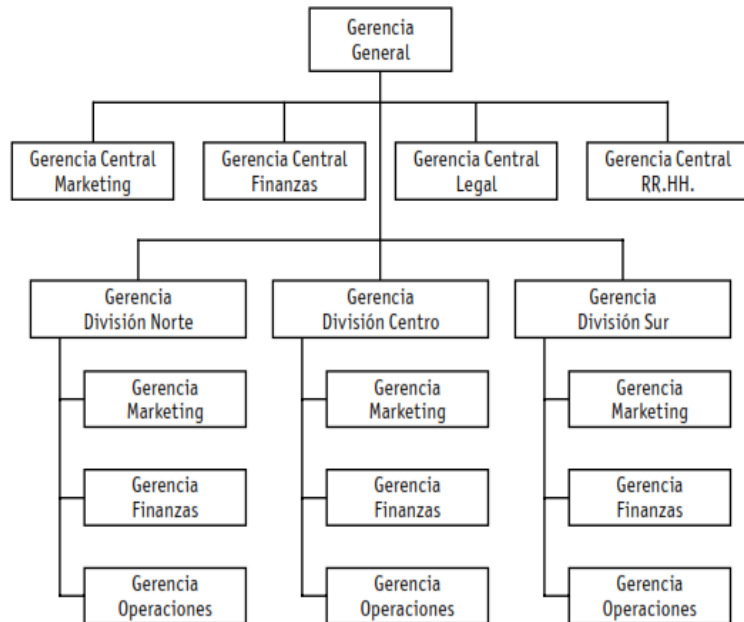 Gerencia
General
Gerencia Central
Marketing
Gerencia Central
Finanzas
Gerencia Central
Legal
Gerencia Central
RR.HH.
Gerencia
División Norte
Gerencia
División Centro
Gerencia
División Sur
Gerencia
Marketing
Gerencia
Marketing
Gerencia
Marketing
Gerencia
Finanzas
Gerencia
Finanzas
Gerencia
Finanzas
Gerencia
Operaciones
Gerencia
Operaciones
Gerencia
Operaciones